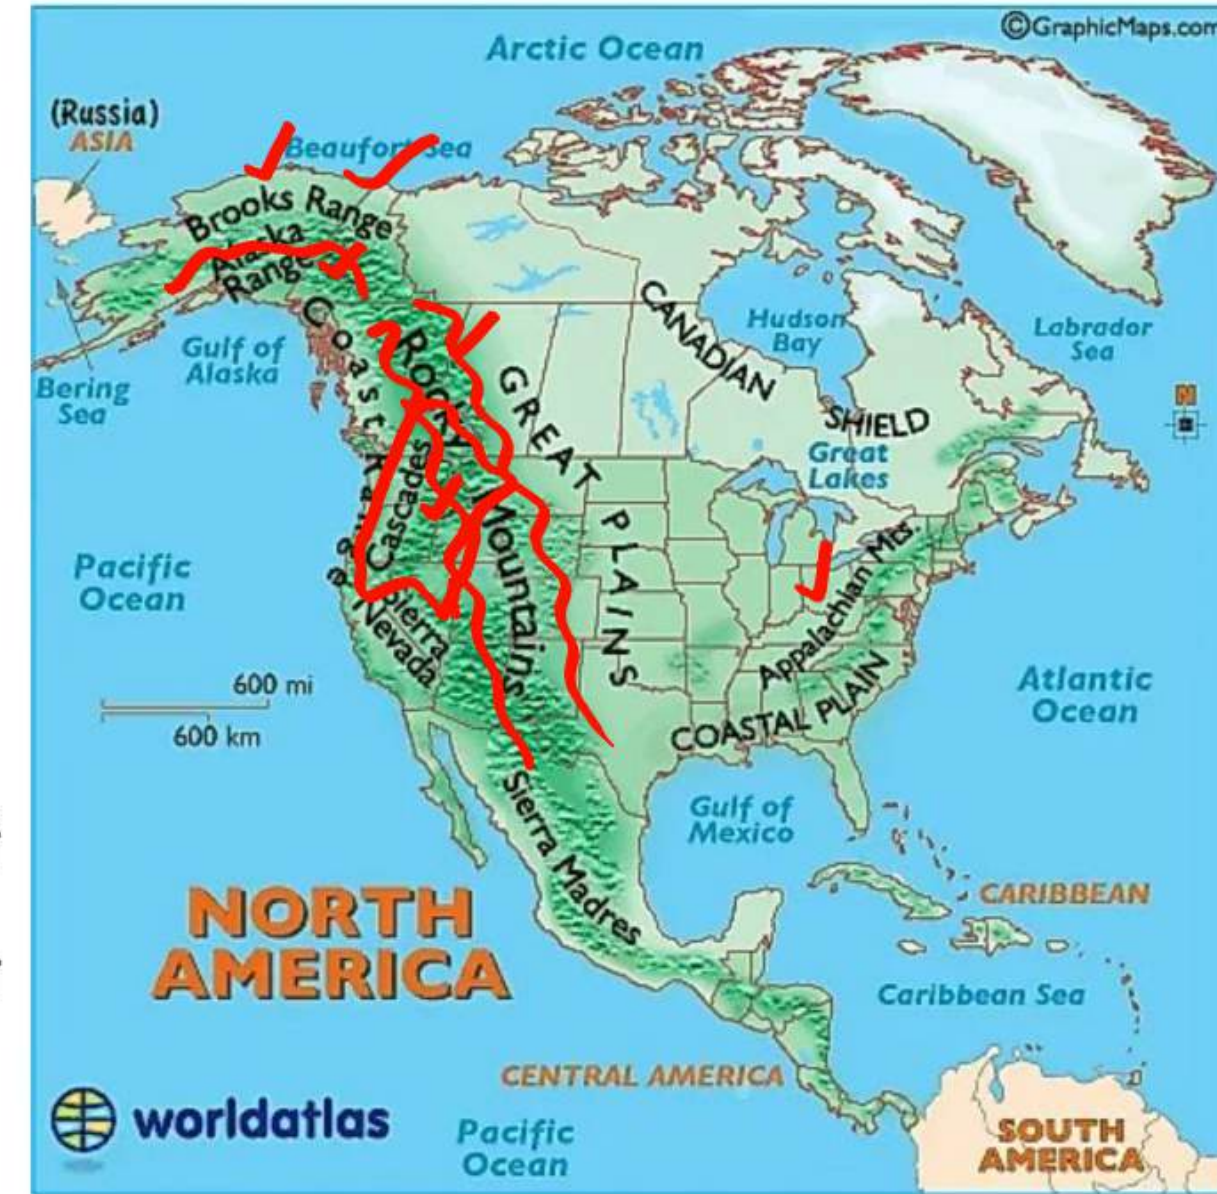 ©GraphicMaps.com
Arctic Ocean
(Russia)
ASIA
Beaufort Sea
Brooks Range
Alaska
Range
Coast Ranges
Gulf of
Alaska
Bering
Sea
Rocky Mountains
GREAT PLAINS
CANADIAN SHIELD
Hudson
Bay
Labrador
Sea
N
Great
Lakes
Cascades
Sierra
Nevada
Appalachian Mts.
COASTAL PLAIN
Pacific
Ocean
Atlantic
Ocean
600 mi
600 km
Sierra Madres
Gulf of
Mexico
NORTH
AMERICA
CARIBBEAN
Caribbean Sea
CENTRAL AMERICA
worldatlas
Pacific
Ocean
SOUTH
AMERICA